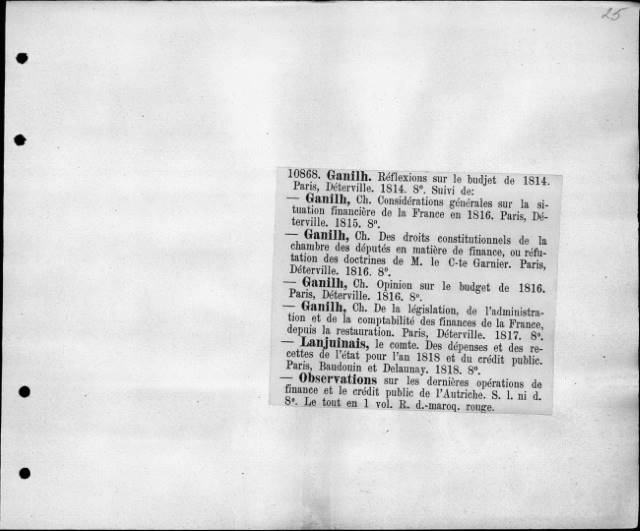 25
10868. Ganilh. Réflexions sur le budjet de 1814.
Paris, Déterville. 1814. 8°. Suivi de:
— Ganilh, Ch. Considérations générales sur la si-
tuation financière de la France en 1816. Paris, Dé-
terville. 1815. 8°.
— Ganilh, Ch. Des droits constitutionnels de la
chambre des députés en matière de finance, ou réfu-
tation des doctrines de M. le C-te Garnier. Paris,
Déterville. 1816. 8°.
— Ganilh, Ch. Opinion sur le budget de 1816.
Paris, Déterville. 1816. 8°.
— Ganilh, Ch. De la législation, de l'administra-
tion et de la comptabilité des finances de la France,
depuis la restauration. Paris, Déterville. 1817. 8°.
— Lanjuinais, le comte. Des dépenses et des re-
cettes de l'état pour l'an 1818 et du crédit public.
Paris, Baudouin et Delaunay. 1818. 8°.
— Observations sur les dernières opérations de
finance et le crédit public de l'Autriche. S. l. ni d.
8°. Le tout en 1 vol. R. d.-maroq. rouge.